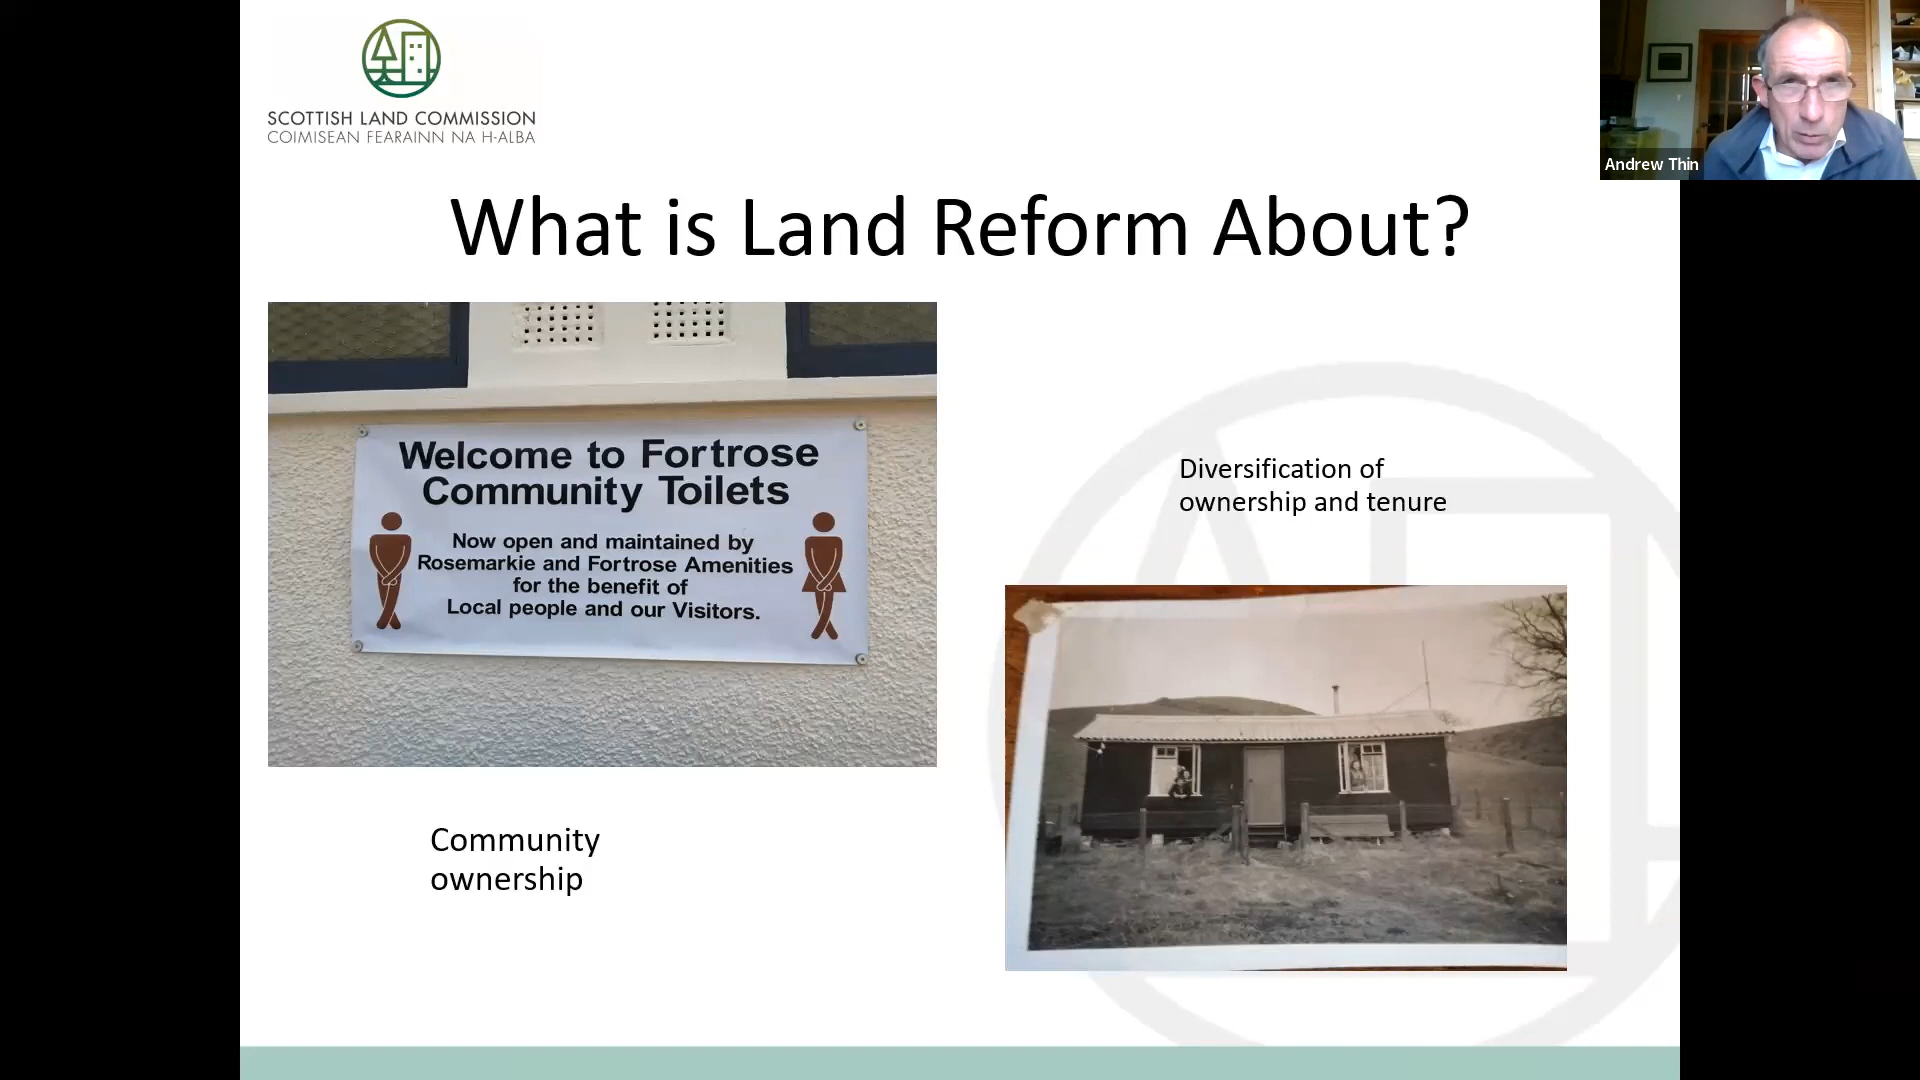 SCOTTISH LAND COMMISSION
COIMISEAN FEARAINN NA H-ALBA
Andrew Thin
What is Land Reform About?
Welcome to Fortrose
Community Toilets
Now open and maintained by
Rosemarkie and Fortrose Amenities
for the benefit of
Local people and our Visitors.
Diversification of
ownership and tenure
Community
ownership